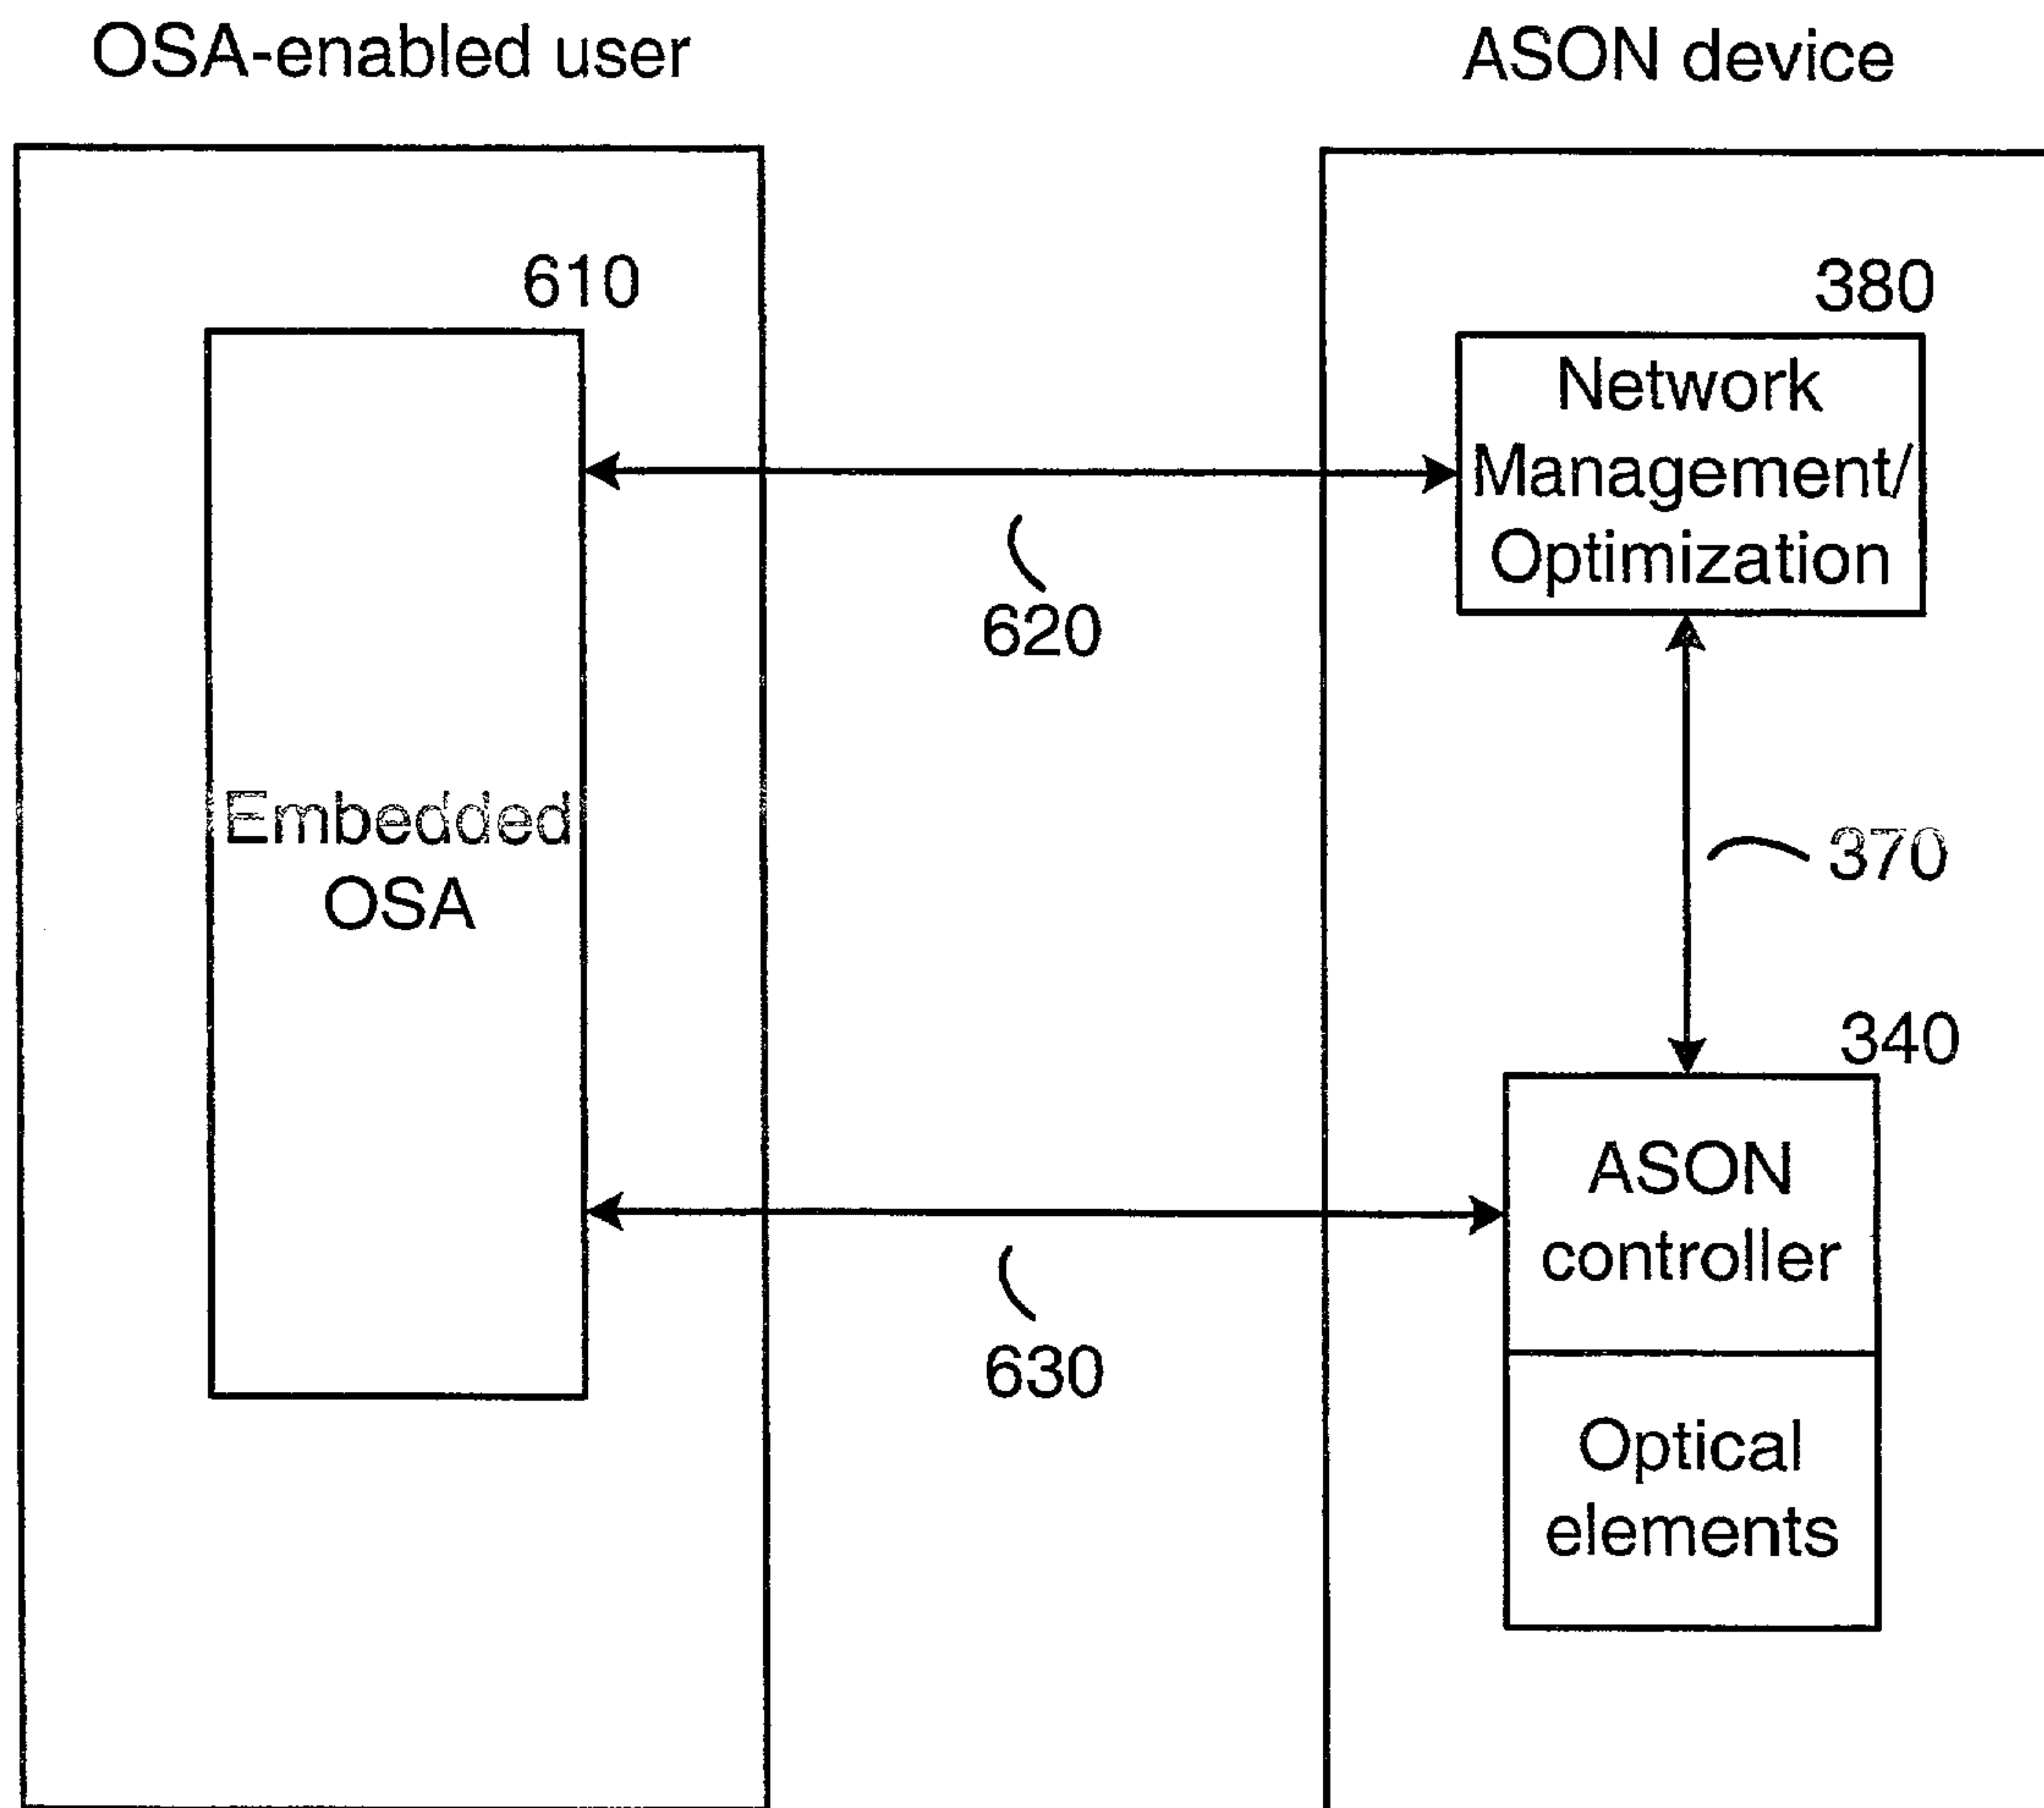 OSA-enabled user
ASON device
610
380
Network
Management/
Optimization
620
Embedded
OSA
370
340
ASON
controller
630
Optical
elements